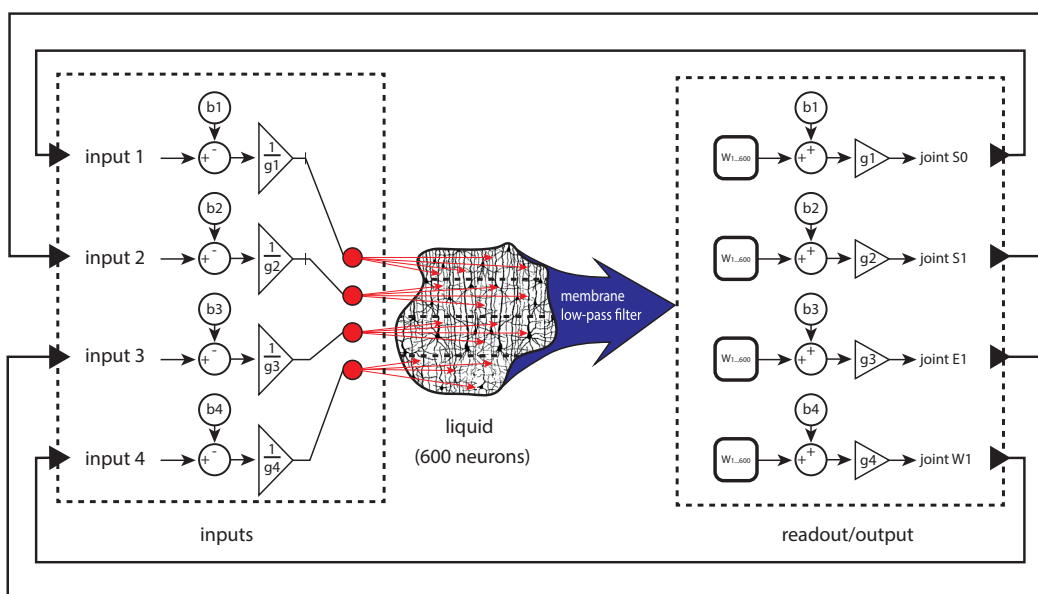 b1
input 1
+ -
1
g1
b2
input 2
+ -
1
g2
b3
input 3
+ -
1
g3
b4
input 4
+ -
1
g4
inputs
liquid
(600 neurons)
membrane
low-pass filter
b1
W1...600
+ +
g1
joint S0
b2
W1...600
+ +
g2
joint S1
b3
W1...600
+ +
g3
joint E1
b4
W1...600
+ +
g4
joint W1
readout/output